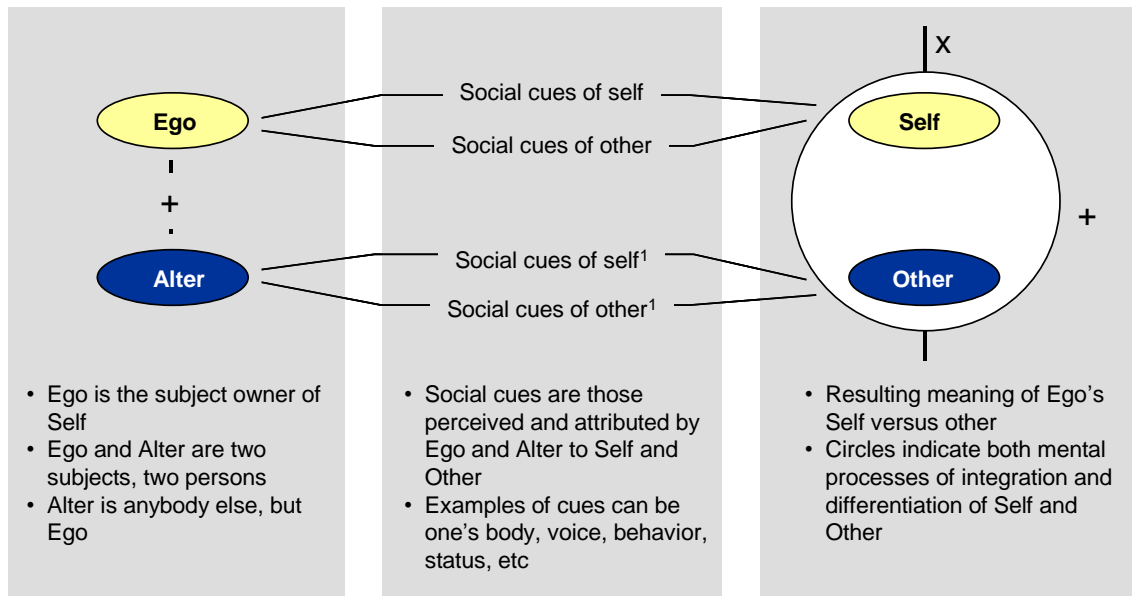 Ego
+
Alter
• Ego is the subject owner of
Self
• Ego and Alter are two
subjects, two persons
• Alter is anybody else, but
Ego
Social cues of self
Social cues of other
Social cues of self¹
Social cues of other¹
• Social cues are those
perceived and attributed by
Ego and Alter to Self and
Other
• Examples of cues can be
one's body, voice, behavior,
status, etc
X
Self
+
Other
• Resulting meaning of Ego's
Self versus other
• Circles indicate both mental
processes of integration and
differentiation of Self and
Other